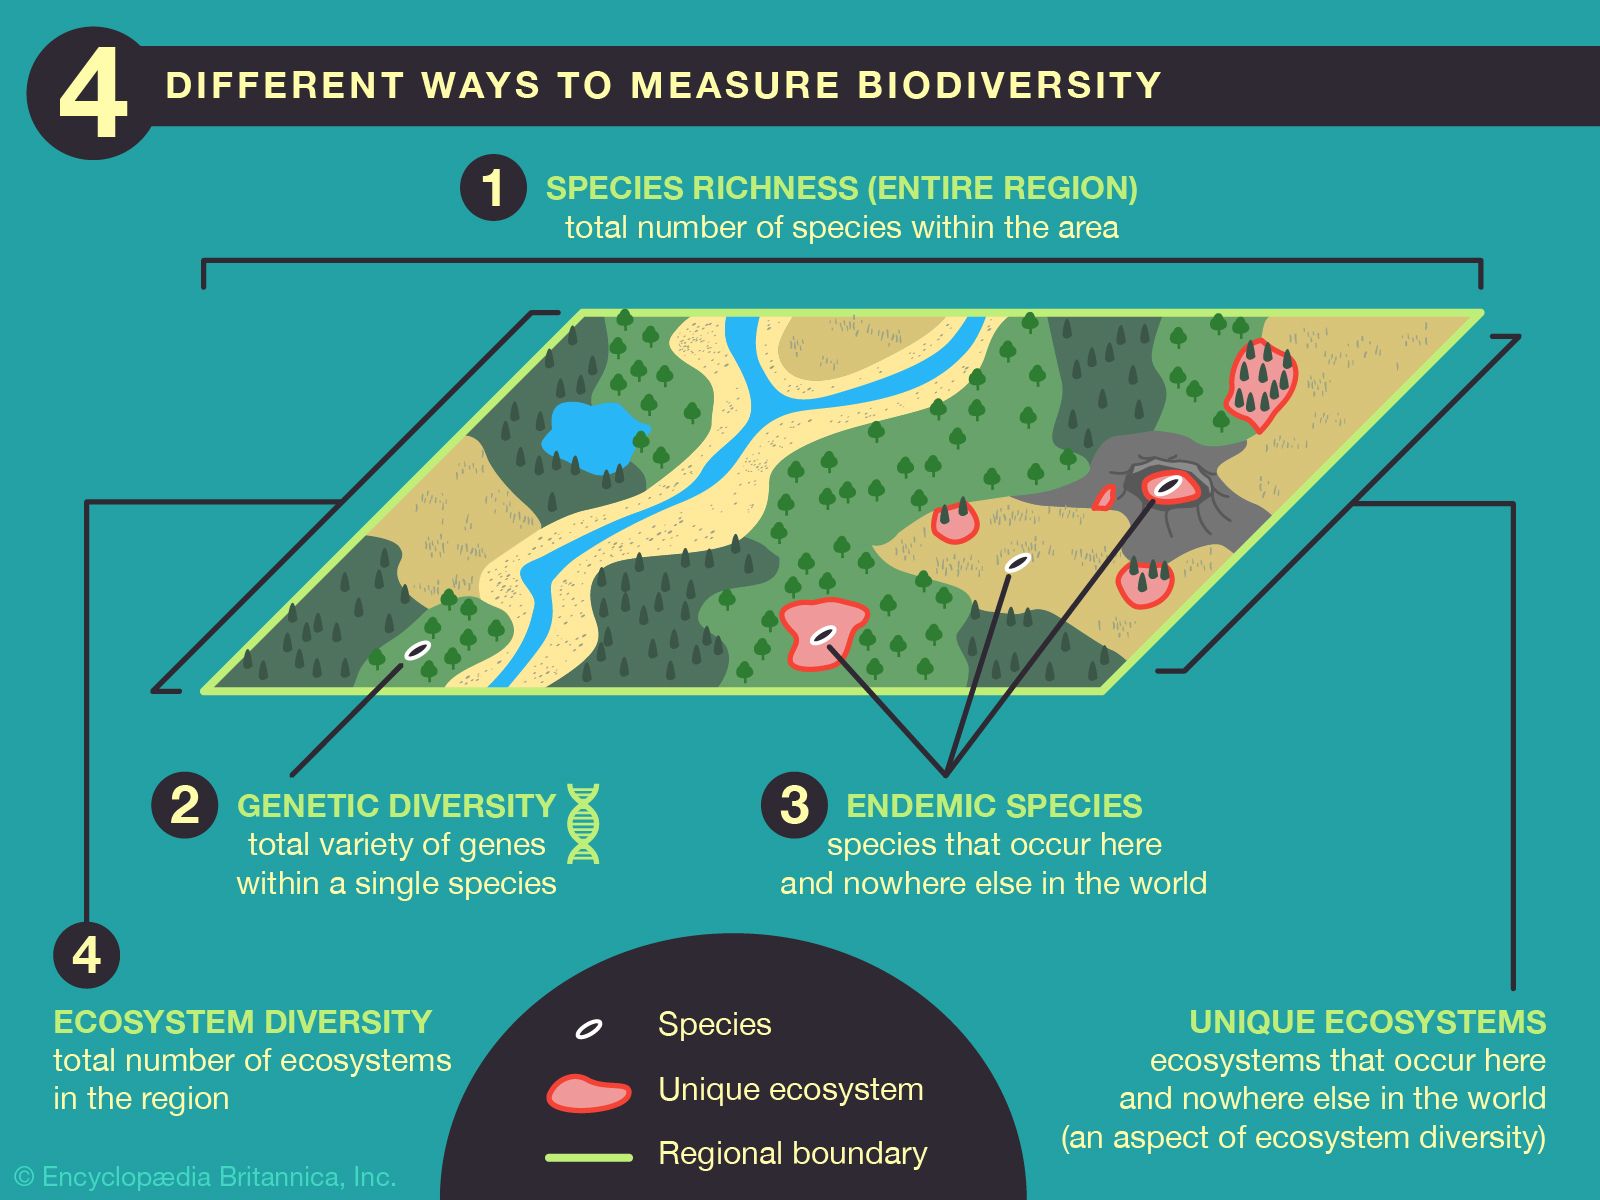 4
DIFFERENT WAYS TO MEASURE BIODIVERSITY
1
SPECIES RICHNESS (ENTIRE REGION)
total number of species within the area
2
GENETIC DIVERSITY
total variety of genes
within a single species
3
ENDEMIC SPECIES
species that occur here
and nowhere else in the world
4
ECOSYSTEM DIVERSITY
total number of ecosystems
in the region
Species
Unique ecosystem
Regional boundary
UNIQUE ECOSYSTEMS
ecosystems that occur here
and nowhere else in the world
(an aspect of ecosystem diversity)
© Encyclopædia Britannica, Inc.